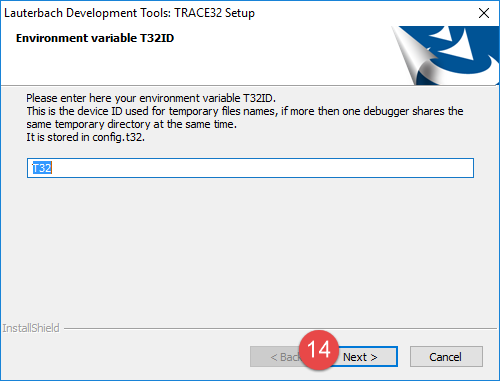 Lauterbach Development Tools: TRACE32 Setup
Environment variable T32ID
Please enter here your environment variable T32ID.
This is the device ID used for temporary files names, if more then one debugger shares the
same temporary directory at the same time.
It is stored in config.t32.
T32
InstallShield
14
< Back Next > Cancel